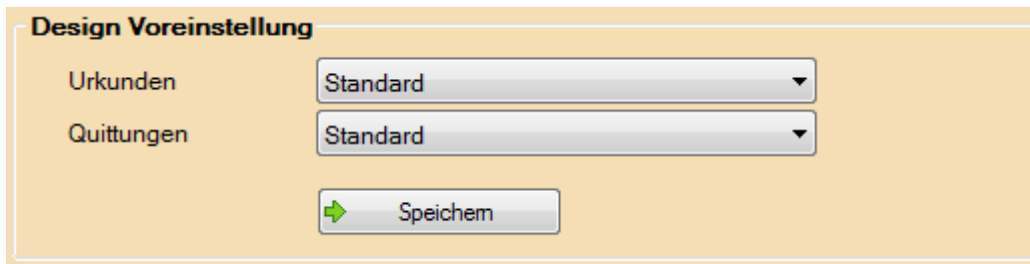 Design Voreinstellung
Urkunden Standard
Quittungen Standard
Speichern